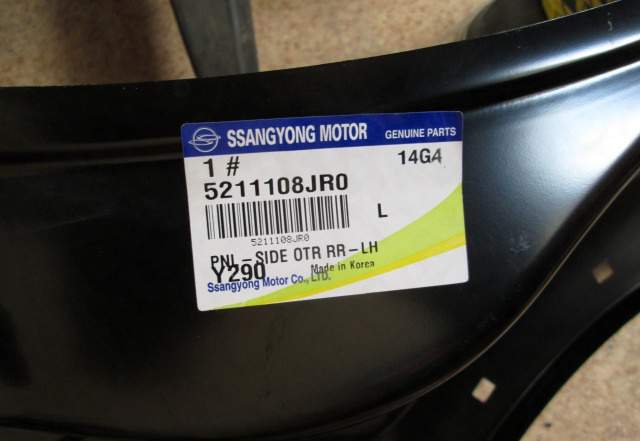 SSANGYONG MOTOR GENUINE PARTS
1 # 14G4
5211108JR0
L
5211108JR0
PNL-SIDE OTR RR-LH
Y290 Made in Korea
Ssangyong Motor Co., LTD.